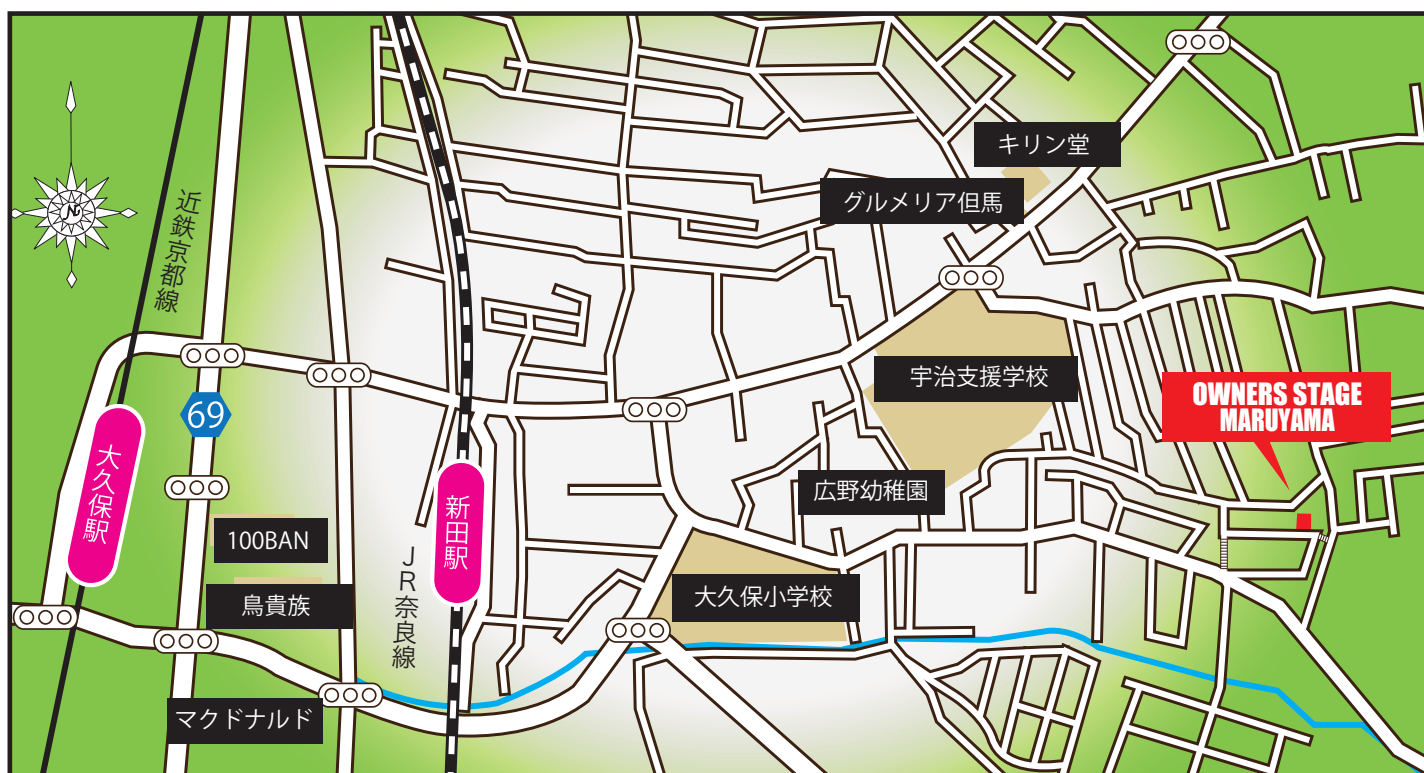 キリン堂
グルメリア但馬
近鉄京都線
N
宇治支援学校
OWNERS STAGE
MARUYAMA
69
大久保駅
広野幼稚園
新田駅
100BAN
JR奈良線
鳥貴族
大久保小学校
マクドナルド